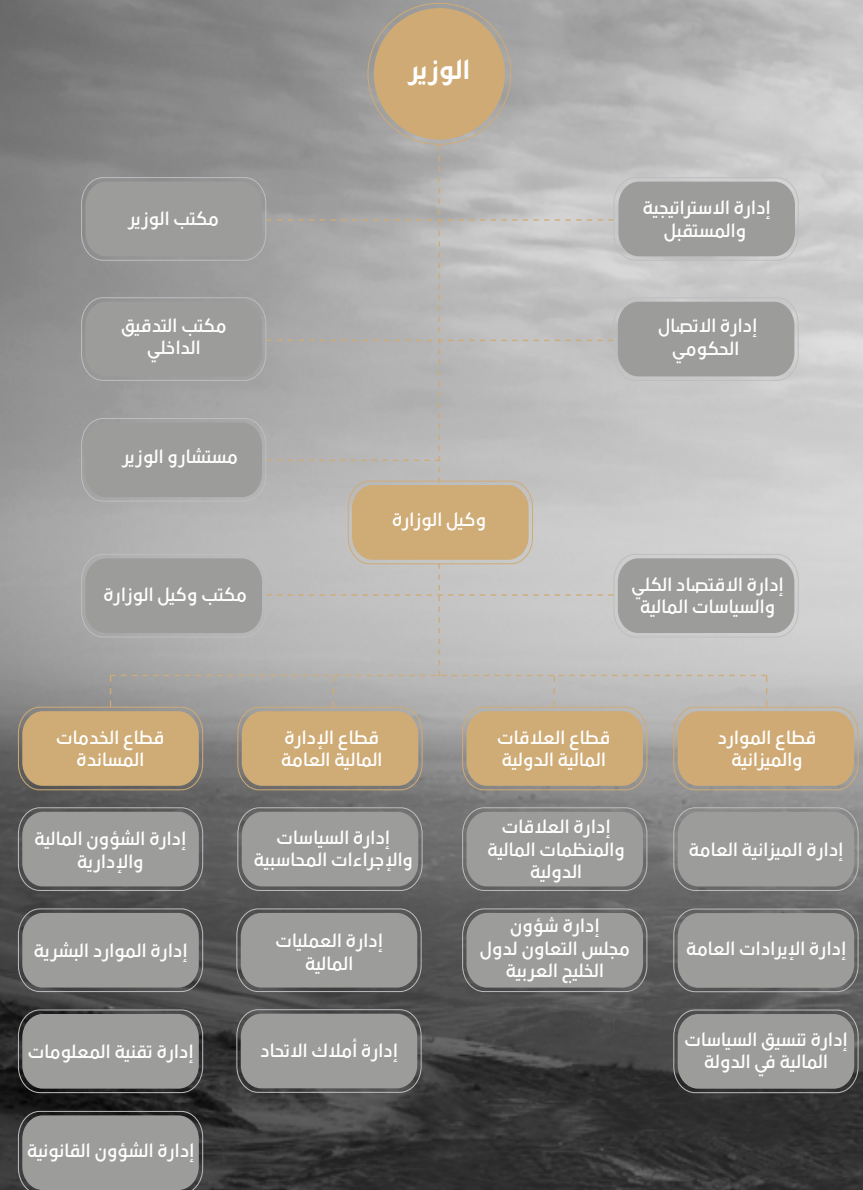 الوزير
إدارة الاستراتيجية
والمستقبل
مكتب الوزير
إدارة الاتصال
الحكومي
مكتب التدقيق
الداخلي
مستشارو الوزير
وكيل الوزارة
إدارة الاقتصاد الكلي
والسياسات المالية
مكتب وكيل الوزارة
قطاع الموارد
والميزانية
إدارة الميزانية العامة
إدارة الإيرادات العامة
إدارة تنسيق السياسات
المالية في الدولة
قطاع العلاقات
المالية الدولية
إدارة العلاقات
والمنظمات المالية
الدولية
إدارة شؤون
مجلس التعاون لدول
الخليج العربية
قطاع الإدارة
المالية العامة
إدارة السياسات
والإجراءات المحاسبية
إدارة العمليات
المالية
إدارة أملاك الاتحاد
قطاع الخدمات
المساندة
إدارة الشؤون المالية
والإدارية
إدارة الموارد البشرية
إدارة تقنية المعلومات
إدارة الشؤون القانونية